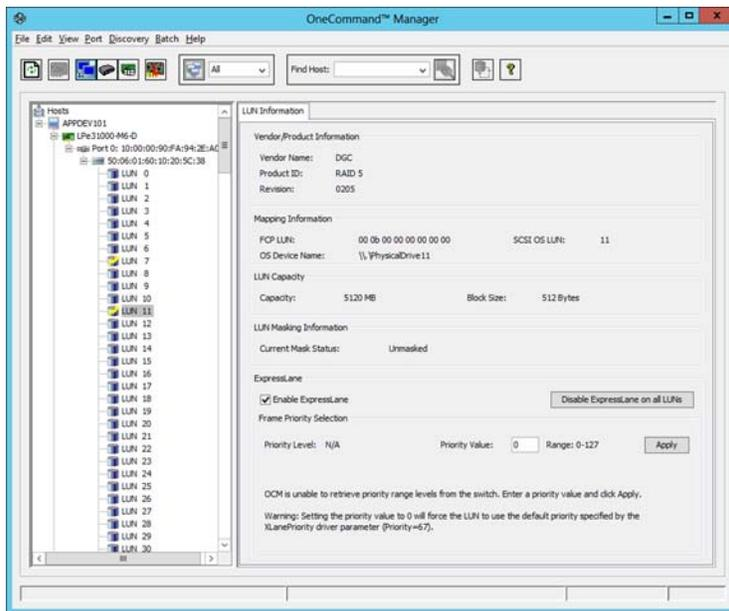 OneCommand™ Manager
File Edit View Port Discovery Batch Help
All
Find Host:
Hosts
APPDEV101
LPe31000-M6-D
Port 0: 10:00:00:90:FA:94:2E:AC
50:06:01:60:10:20:5C:38
LUN 0
LUN 1
LUN 2
LUN 3
LUN 4
LUN 5
LUN 6
LUN 7
LUN 8
LUN 9
LUN 10
LUN 11
LUN 12
LUN 13
LUN 14
LUN 15
LUN 16
LUN 17
LUN 18
LUN 19
LUN 20
LUN 21
LUN 22
LUN 23
LUN 24
LUN 25
LUN 26
LUN 27
LUN 28
LUN 29
LUN 30
LUN Information
Vendor/Product Information
Vendor Name: DGC
Product ID: RAID 5
Revision: 0205
Mapping Information
FCP LUN: 00 0b 00 00 00 00 00 00 SCSI OS LUN: 11
OS Device Name: \\.\PhysicalDrive11
LUN Capacity
Capacity: 5120 MB Block Size: 512 Bytes
LUN Masking Information
Current Mask Status: Unmasked
ExpressLane
Enable ExpressLane Disable ExpressLane on all LUNs
Frame Priority Selection
Priority Level: N/A Priority Value: 0 Range: 0-127 Apply
OCM is unable to retrieve priority range levels from the switch. Enter a priority value and click Apply.
Warning: Setting the priority value to 0 will force the LUN to use the default priority specified by the
XLanePriority driver parameter (Priority=67).